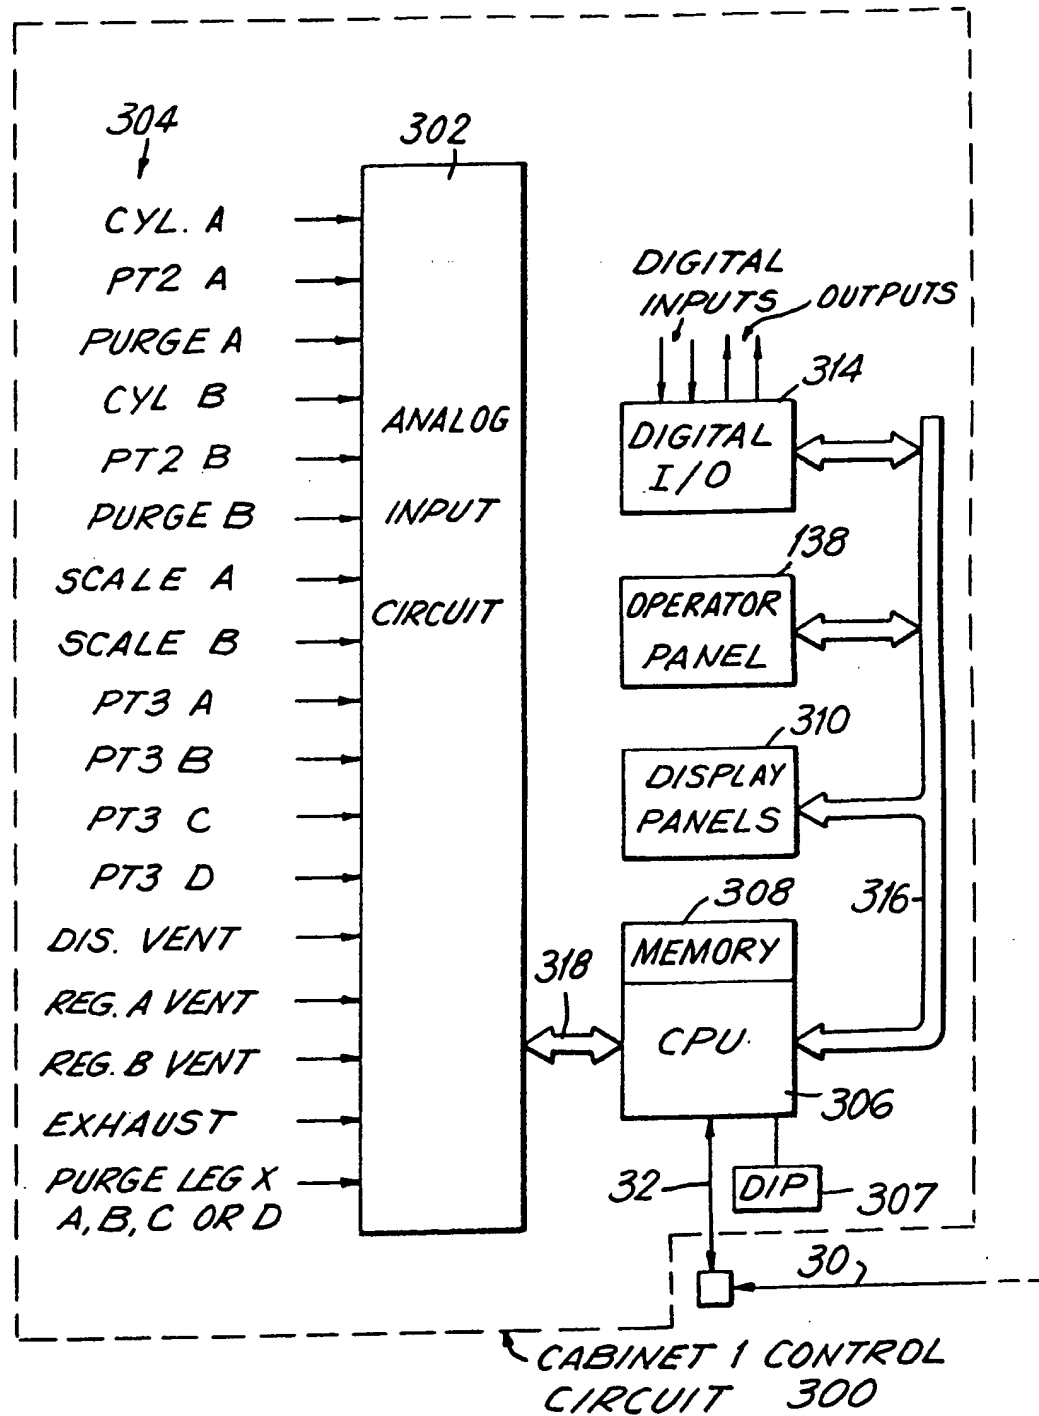 304
302
CYL. A
PT2 A
PURGE A
CYL B
PT2 B
PURGE B
SCALE A
SCALE B
PT3 A
PT3 B
PT3 C
PT3 D
DIS. VENT
REG. A VENT
REG. B VENT
EXHAUST
PURGE LEG X
A, B, C OR D
ANALOG
INPUT
CIRCUIT
DIGITAL
INPUTS
OUTPUTS
314
DIGITAL
I/O
138
OPERATOR
PANEL
310
DISPLAY
PANELS
316
308
MEMORY
318
CPU.
306
32
DIP
307
30
CABINET 1 CONTROL
CIRCUIT 300